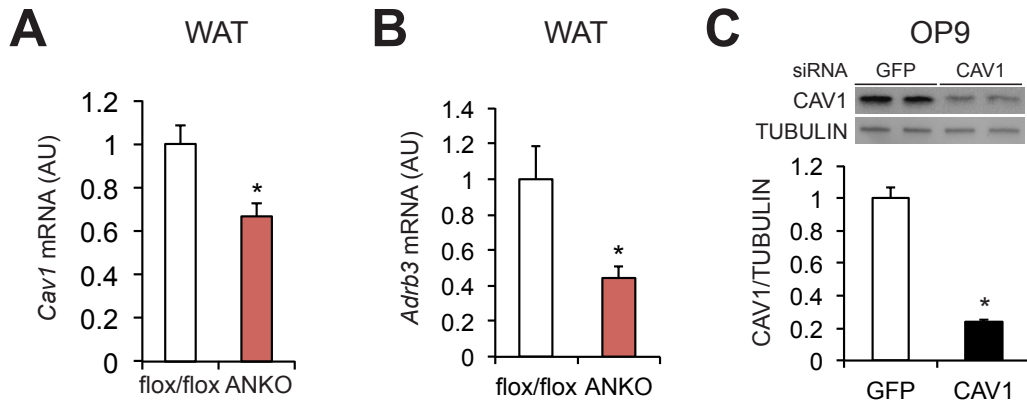 A
WAT
Cav1 mRNA (AU)
1.2
1
0.8
0.6
0.4
0.2
0
*
flox/flox ANKO
B
WAT
Adrb3 mRNA (AU)
1.4
1.2
1
0.8
0.6
0.4
0.2
0
*
flox/flox ANKO
C
OP9
siRNA GFP CAV1
CAV1
TUBULIN
CAV1/TUBULIN
1.2
1
0.8
0.6
0.4
0.2
0
*
GFP CAV1